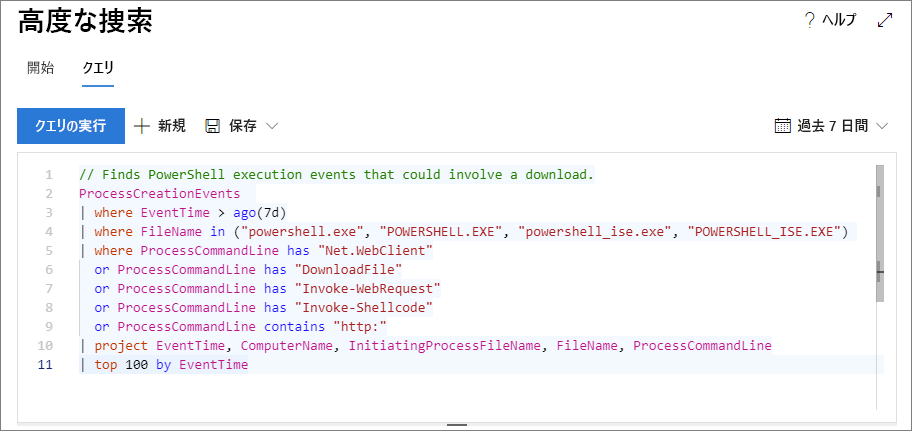 高度な捜索
ヘルプ
開始 クエリ
クエリの実行 新規 保存 過去 7 日間
1 // Finds PowerShell execution events that could involve a download.
2 ProcessCreationEvents
3 | where EventTime > ago(7d)
4 | where FileName in ("powershell.exe", "POWERSHELL.EXE", "powershell_ise.exe", "POWERSHELL_ISE.EXE")
5 | where ProcessCommandLine has "Net.WebClient"
6 or ProcessCommandLine has "DownloadFile"
7 or ProcessCommandLine has "Invoke-WebRequest"
8 or ProcessCommandLine has "Invoke-Shellcode"
9 or ProcessCommandLine contains "http:"
10 | project EventTime, ComputerName, InitiatingProcessFileName, FileName, ProcessCommandLine
11 | top 100 by EventTime